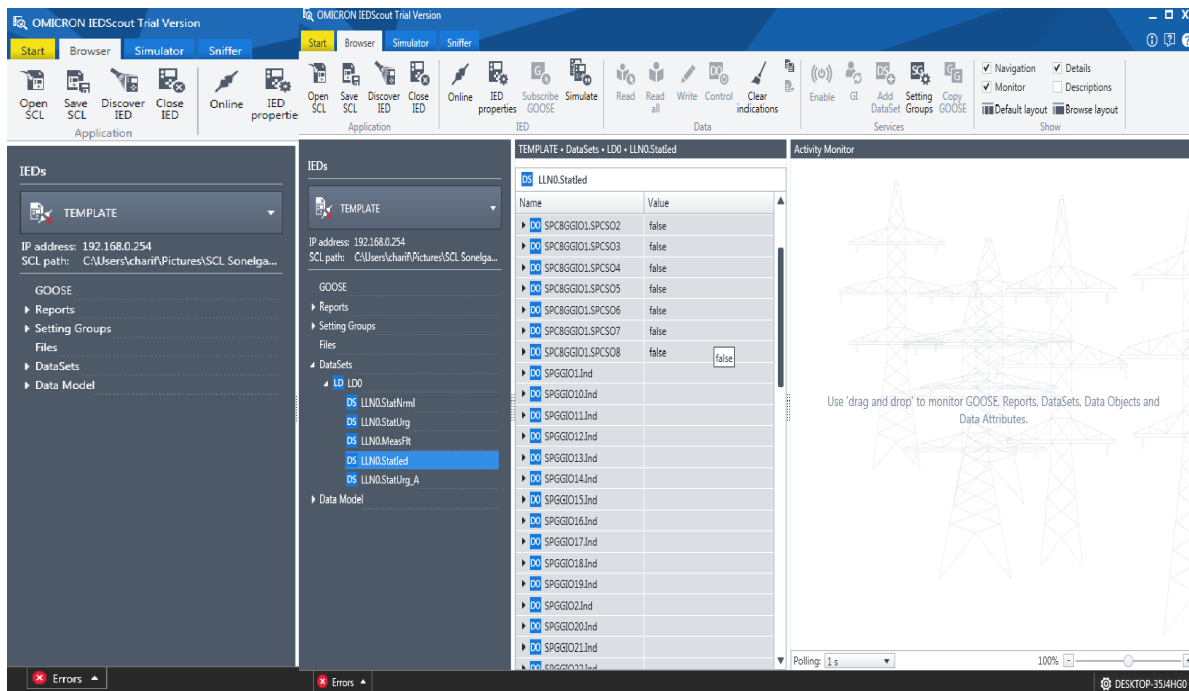 OMICRON IEDScout Trial Version
Start Browser Simulator Sniffer
Open SCL
Save SCL
Discover IED
Close IED
Online
IED propertie
Application
IEDs
TEMPLATE
IP address: 192.168.0.254
SCL path: C:\Users\charif\Pictures\SCL Sonelga...
GOOSE
Reports
Setting Groups
Files
DataSets
Data Model
Errors
OMICRON IEDScout Trial Version
Start Browser Simulator Sniffer
Open SCL
Save SCL
Discover IED
Close IED
Online
IED properties
Subscribe GOOSE
Simulate
Read
Read all
Write
Control
Clear indications
Enable
GI
Add DataSet
Setting Groups
Copy GOOSE
Navigation Details
Monitor Descriptions
Default layout Browse layout
Application IED Data Services Show
IEDs
TEMPLATE
IP address: 192.168.0.254
SCL path: C:\Users\charif\Pictures\SCL Sonelga...
GOOSE
Reports
Setting Groups
Files
DataSets
LD LD0
DS LLN0.StatNrml
DS LLN0.StatUrg
DS LLN0.MeasFlt
DS LLN0.Statled
DS LLN0.StatUrg_A
Data Model
TEMPLATE • DataSets • LD0 • LLN0.Statled
DS LLN0.Statled
Name Value
DO SPC8GGIO1.SPCSO2 false
DO SPC8GGIO1.SPCSO3 false
DO SPC8GGIO1.SPCSO4 false
DO SPC8GGIO1.SPCSO5 false
DO SPC8GGIO1.SPCSO6 false
DO SPC8GGIO1.SPCSO7 false
DO SPC8GGIO1.SPCSO8 false
false
DO SPGGIO1.Ind
DO SPGGIO10.Ind
DO SPGGIO11.Ind
DO SPGGIO12.Ind
DO SPGGIO13.Ind
DO SPGGIO14.Ind
DO SPGGIO15.Ind
DO SPGGIO16.Ind
DO SPGGIO17.Ind
DO SPGGIO18.Ind
DO SPGGIO19.Ind
DO SPGGIO2.Ind
DO SPGGIO20.Ind
DO SPGGIO21.Ind
DO SPGGIO22.Ind
Activity Monitor
Use 'drag and drop' to monitor GOOSE, Reports, DataSets, Data Objects and
Data Attributes.
Polling: 1 s
100%
Errors
DESKTOP-35J4HG0